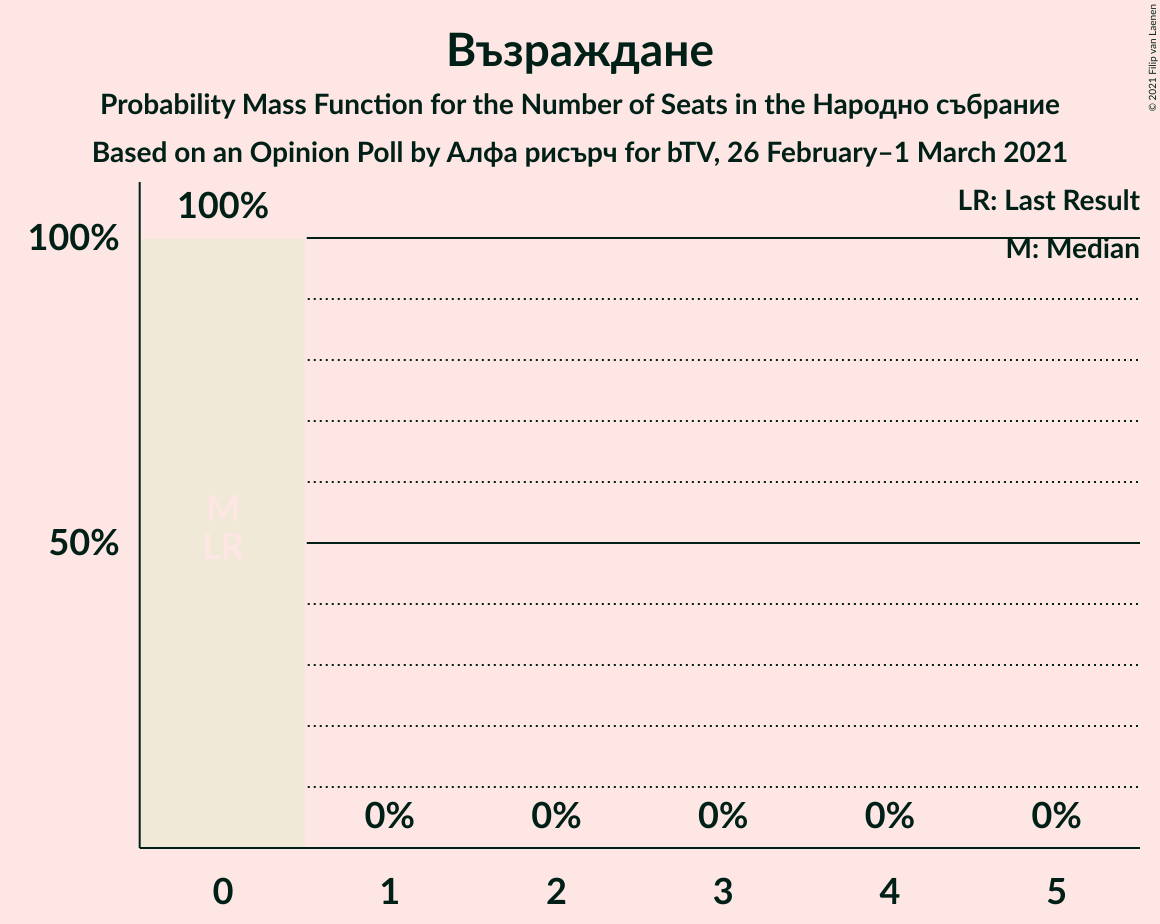 Възраждане
Probability Mass Function for the Number of Seats in the Народно събрание
Based on an Opinion Poll by Алфа рисърч for bTV, 26 February–1 March 2021
© 2021 Filip van Laenen
LR: Last Result
M: Median
100%
100%
50%
M
LR
0% 0% 0% 0% 0%
0 1 2 3 4 5